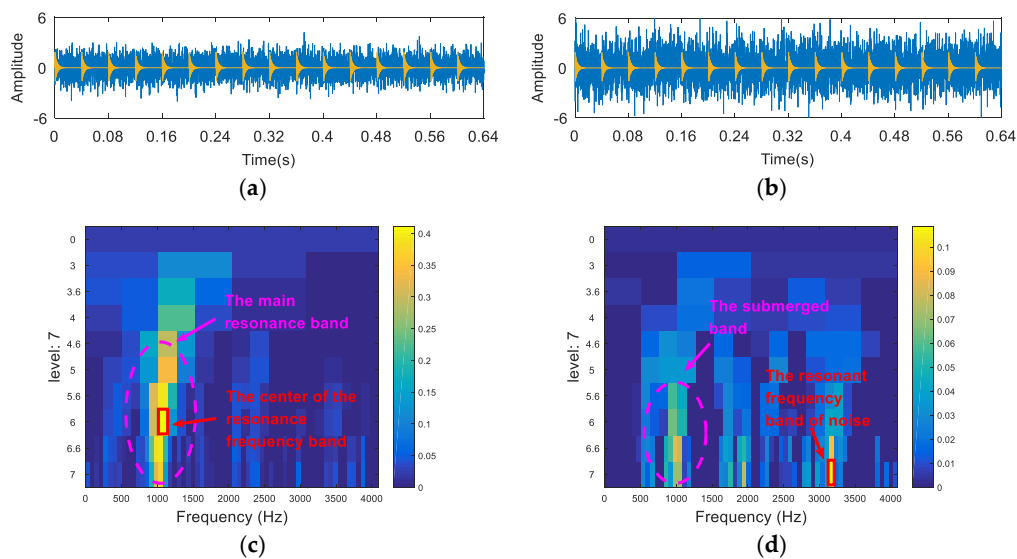 6
0
-6
Amplitude
0 0.08 0.16 0.24 0.32 0.4 0.48 0.56 0.64
Time(s)
(a)
6
0
-6
Amplitude
0 0.08 0.16 0.24 0.32 0.4 0.48 0.56 0.64
Time(s)
(b)
0
3
3.6
4
4.6
5
5.6
6
6.6
7
level: 7
The main
resonance band
The center of the
resonance
frequency band
0 500 1000 1500 2000 2500 3000 3500 4000
Frequency (Hz)
0.4
0.35
0.3
0.25
0.2
0.15
0.1
0.05
0
(c)
0
3
3.6
4
4.6
5
5.6
6
6.6
7
level: 7
The submerged
band
The resonant
frequency
band of noise
0 500 1000 1500 2000 2500 3000 3500 4000
Frequency (Hz)
0.1
0.09
0.08
0.07
0.06
0.05
0.04
0.03
0.02
0.01
0
(d)